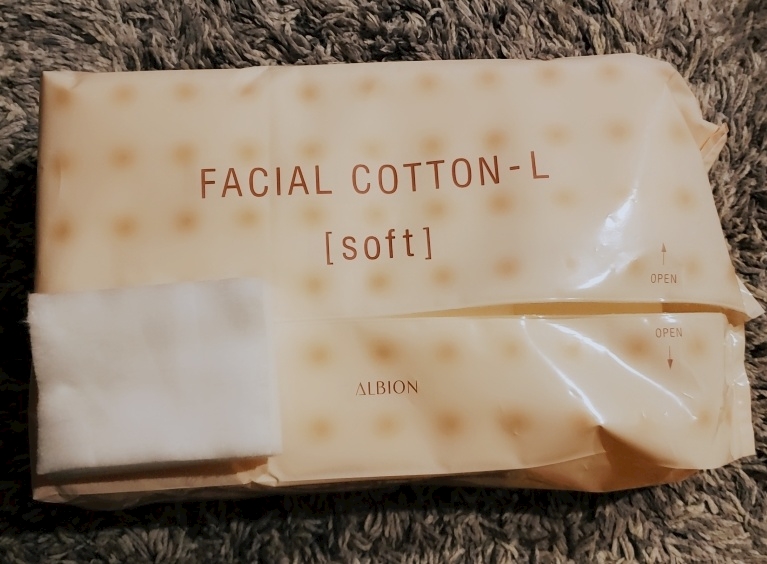 FACIAL COTTON-L
[soft]
OPEN
OPEN
ALBION